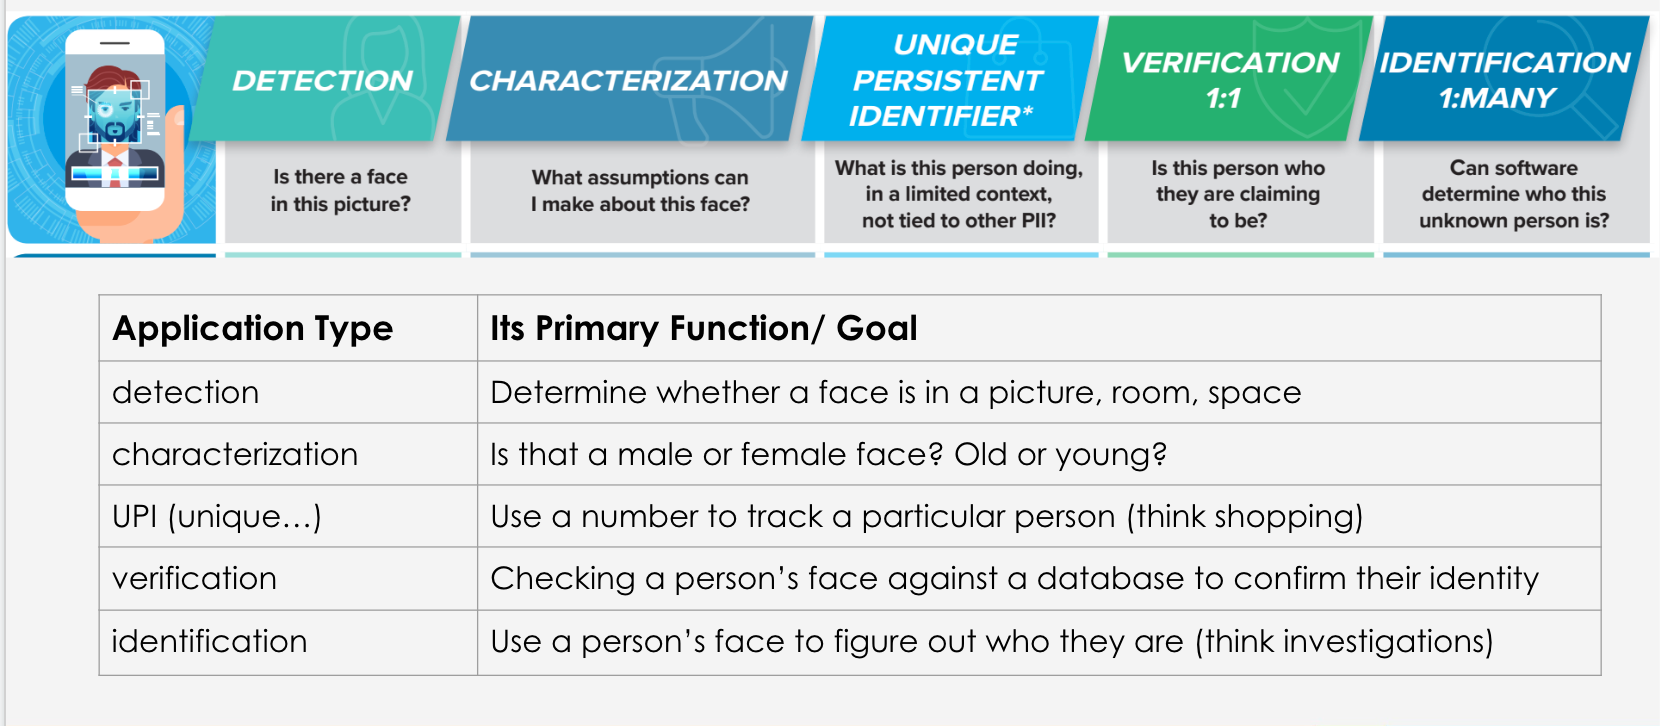 DETECTION
Is there a face
in this picture?
CHARACTERIZATION
What assumptions can
I make about this face?
UNIQUE
PERSISTENT
IDENTIFIER*
What is this person doing,
in a limited context,
not tied to other PII?
VERIFICATION
1:1
Is this person who
they are claiming
to be?
IDENTIFICATION
1:MANY
Can software
determine who this
unknown person is?
Application Type Its Primary Function/ Goal
detection Determine whether a face is in a picture, room, space
characterization Is that a male or female face? Old or young?
UPI (unique...) Use a number to track a particular person (think shopping)
verification Checking a person's face against a database to confirm their identity
identification Use a person's face to figure out who they are (think investigations)